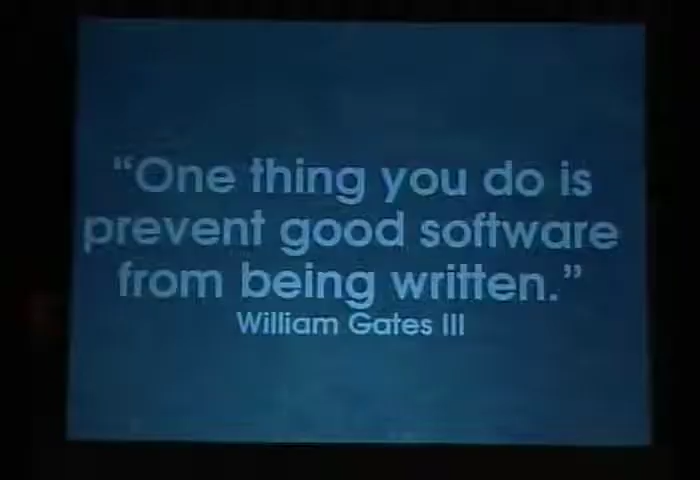 “One thing you do is
prevent good software
from being written.”
William Gates III